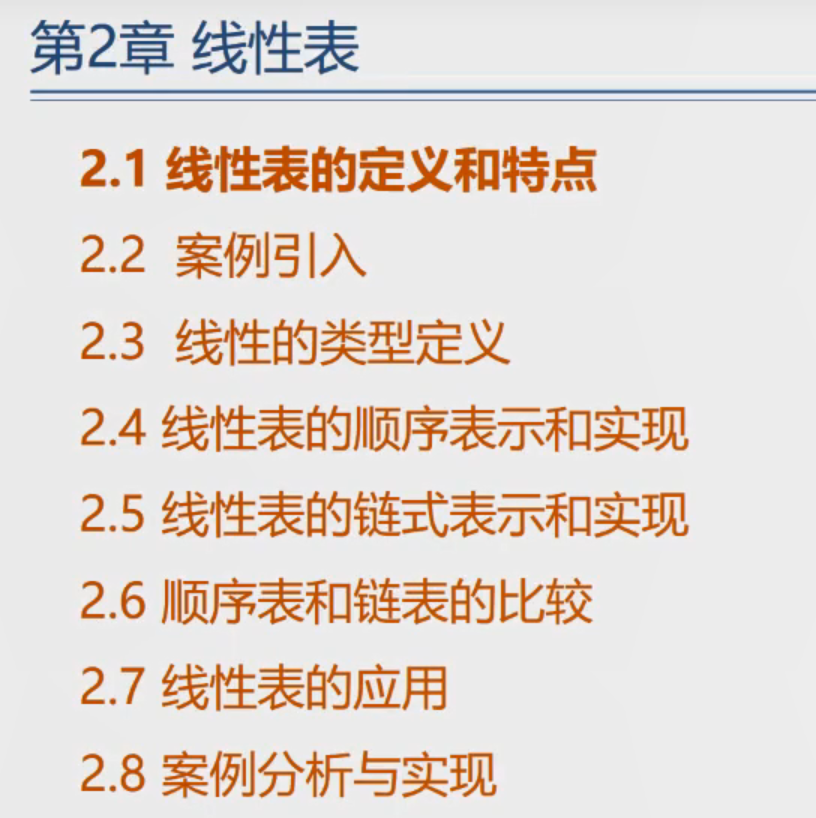 第2章 线性表
2.1 线性表的定义和特点
2.2 案例引入
2.3 线性的类型定义
2.4 线性表的顺序表示和实现
2.5 线性表的链式表示和实现
2.6 顺序表和链表的比较
2.7 线性表的应用
2.8 案例分析与实现